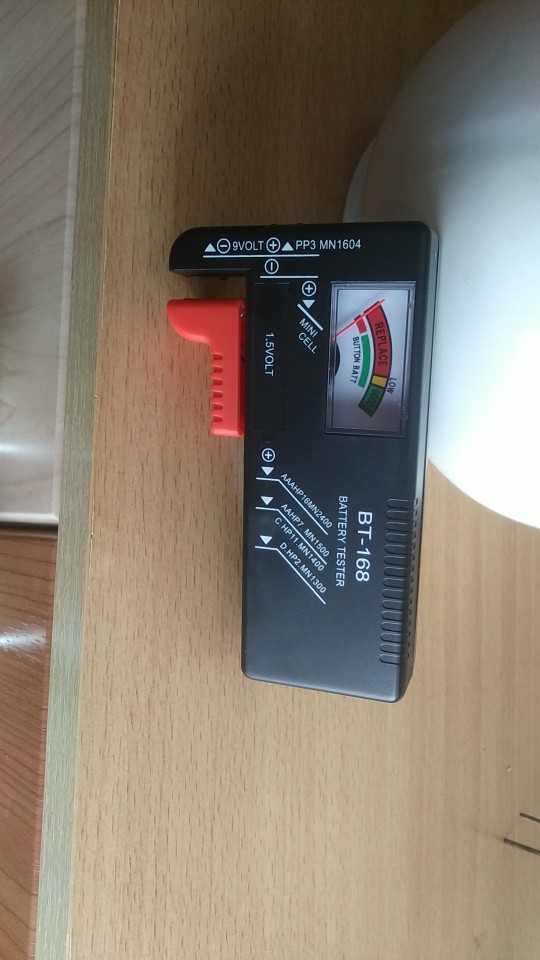 ⊖ 9VOLT ⊕ PP3 MN1604
⊖
⊕
MINI
CELL
1.5VOLT
REPLACE
LOW
BUTTON BATT
⊕
AAAHP16MN2400
AAHP7. MN1500
C.HP11.MN1400
D.HP2.MN1300
BT-168
BATTERY TESTER